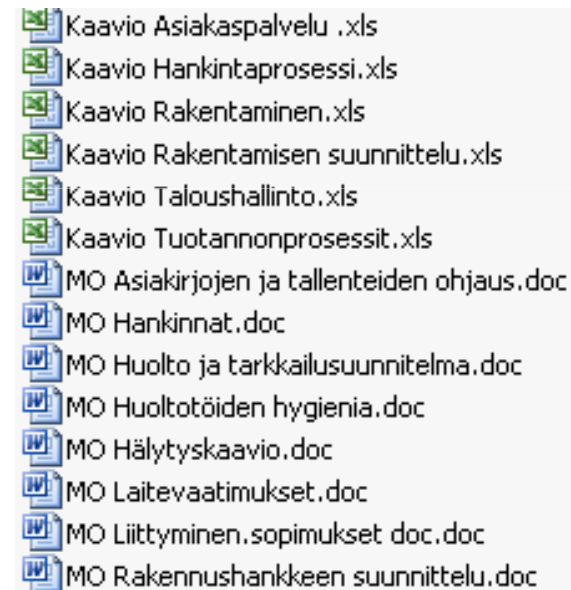 Kaavio Asiakaspalvelu .xls
Kaavio Hankintaprosessi.xls
Kaavio Rakentaminen.xls
Kaavio Rakentamisen suunnittelu.xls
Kaavio Taloushallinto.xls
Kaavio Tuotannonprosessit.xls
MO Asiakirjojen ja tallenteiden ohjaus.doc
MO Hankinnat.doc
MO Huolto ja tarkkailusuunnitelma.doc
MO Huoltotöiden hygienia.doc
MO Hälytyskaavio.doc
MO Laitevaatimukset.doc
MO Liittyminen.sopimukset doc.doc
MO Rakennushankkeen suunnittelu.doc